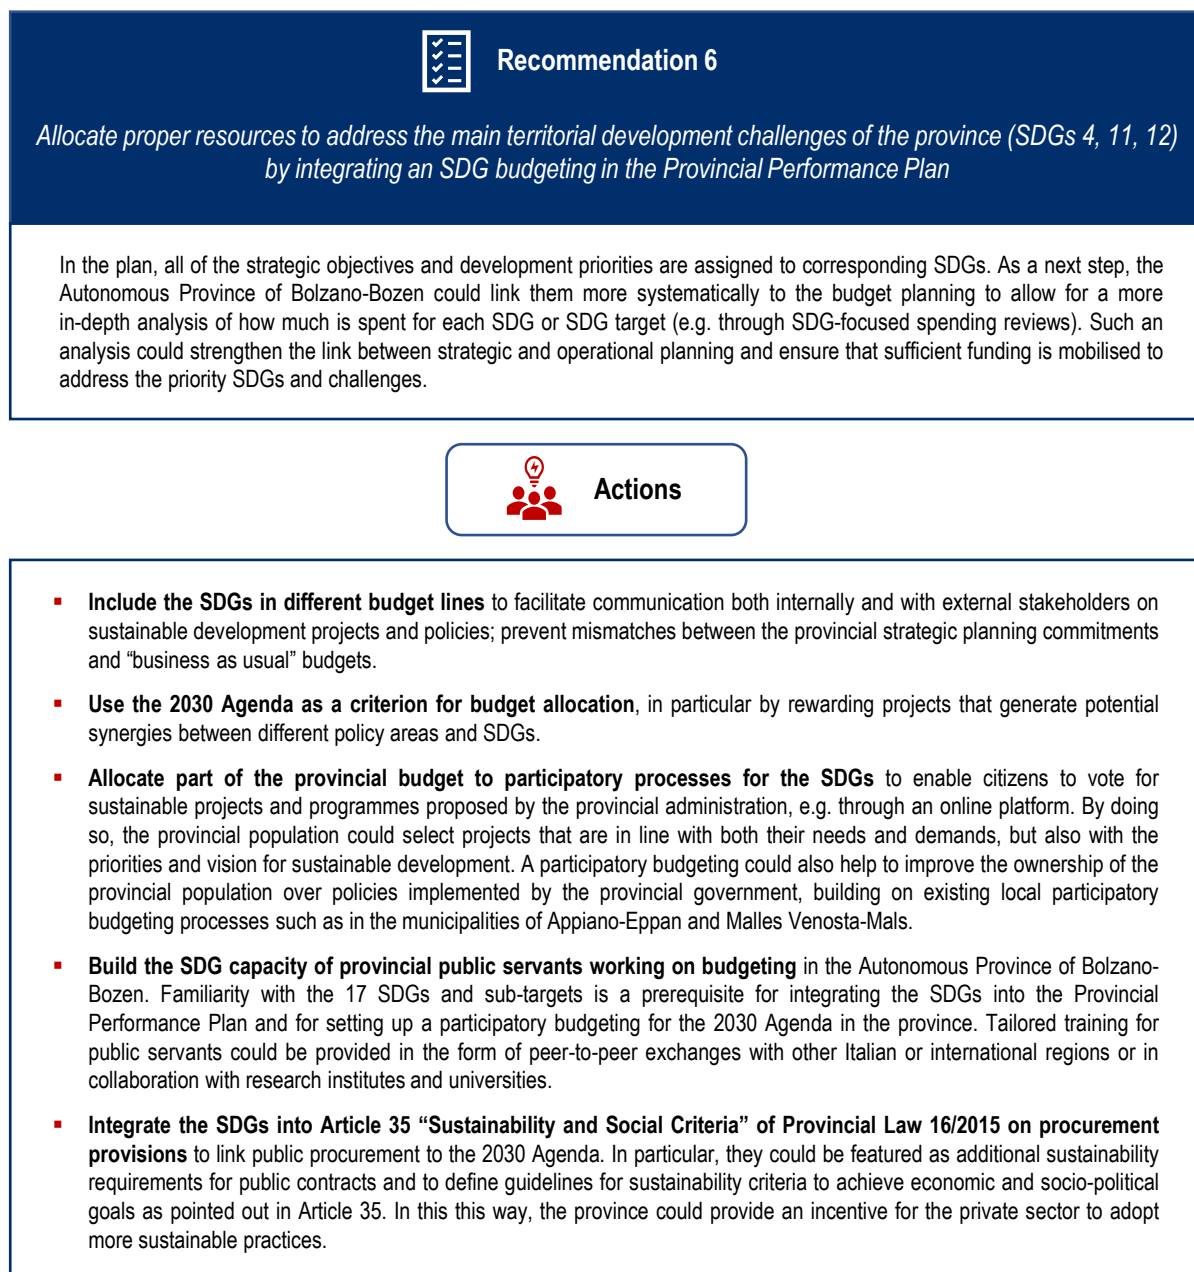 Recommendation 6
Allocate proper resources to address the main territorial development challenges of the province (SDGs 4, 11, 12)
by integrating an SDG budgeting in the Provincial Performance Plan
In the plan, all of the strategic objectives and development priorities are assigned to corresponding SDGs. As a next step, the
Autonomous Province of Bolzano-Bozen could link them more systematically to the budget planning to allow for a more
in-depth analysis of how much is spent for each SDG or SDG target (e.g. through SDG-focused spending reviews). Such an
analysis could strengthen the link between strategic and operational planning and ensure that sufficient funding is mobilised to
address the priority SDGs and challenges.
Actions
▪ Include the SDGs in different budget lines to facilitate communication both internally and with external stakeholders on
sustainable development projects and policies; prevent mismatches between the provincial strategic planning commitments
and “business as usual” budgets.
▪ Use the 2030 Agenda as a criterion for budget allocation, in particular by rewarding projects that generate potential
synergies between different policy areas and SDGs.
▪ Allocate part of the provincial budget to participatory processes for the SDGs to enable citizens to vote for
sustainable projects and programmes proposed by the provincial administration, e.g. through an online platform. By doing
so, the provincial population could select projects that are in line with both their needs and demands, but also with the
priorities and vision for sustainable development. A participatory budgeting could also help to improve the ownership of the
provincial population over policies implemented by the provincial government, building on existing local participatory
budgeting processes such as in the municipalities of Appiano-Eppan and Malles Venosta-Mals.
▪ Build the SDG capacity of provincial public servants working on budgeting in the Autonomous Province of Bolzano-
Bozen. Familiarity with the 17 SDGs and sub-targets is a prerequisite for integrating the SDGs into the Provincial
Performance Plan and for setting up a participatory budgeting for the 2030 Agenda in the province. Tailored training for
public servants could be provided in the form of peer-to-peer exchanges with other Italian or international regions or in
collaboration with research institutes and universities.
▪ Integrate the SDGs into Article 35 “Sustainability and Social Criteria” of Provincial Law 16/2015 on procurement
provisions to link public procurement to the 2030 Agenda. In particular, they could be featured as additional sustainability
requirements for public contracts and to define guidelines for sustainability criteria to achieve economic and socio-political
goals as pointed out in Article 35. In this this way, the province could provide an incentive for the private sector to adopt
more sustainable practices.